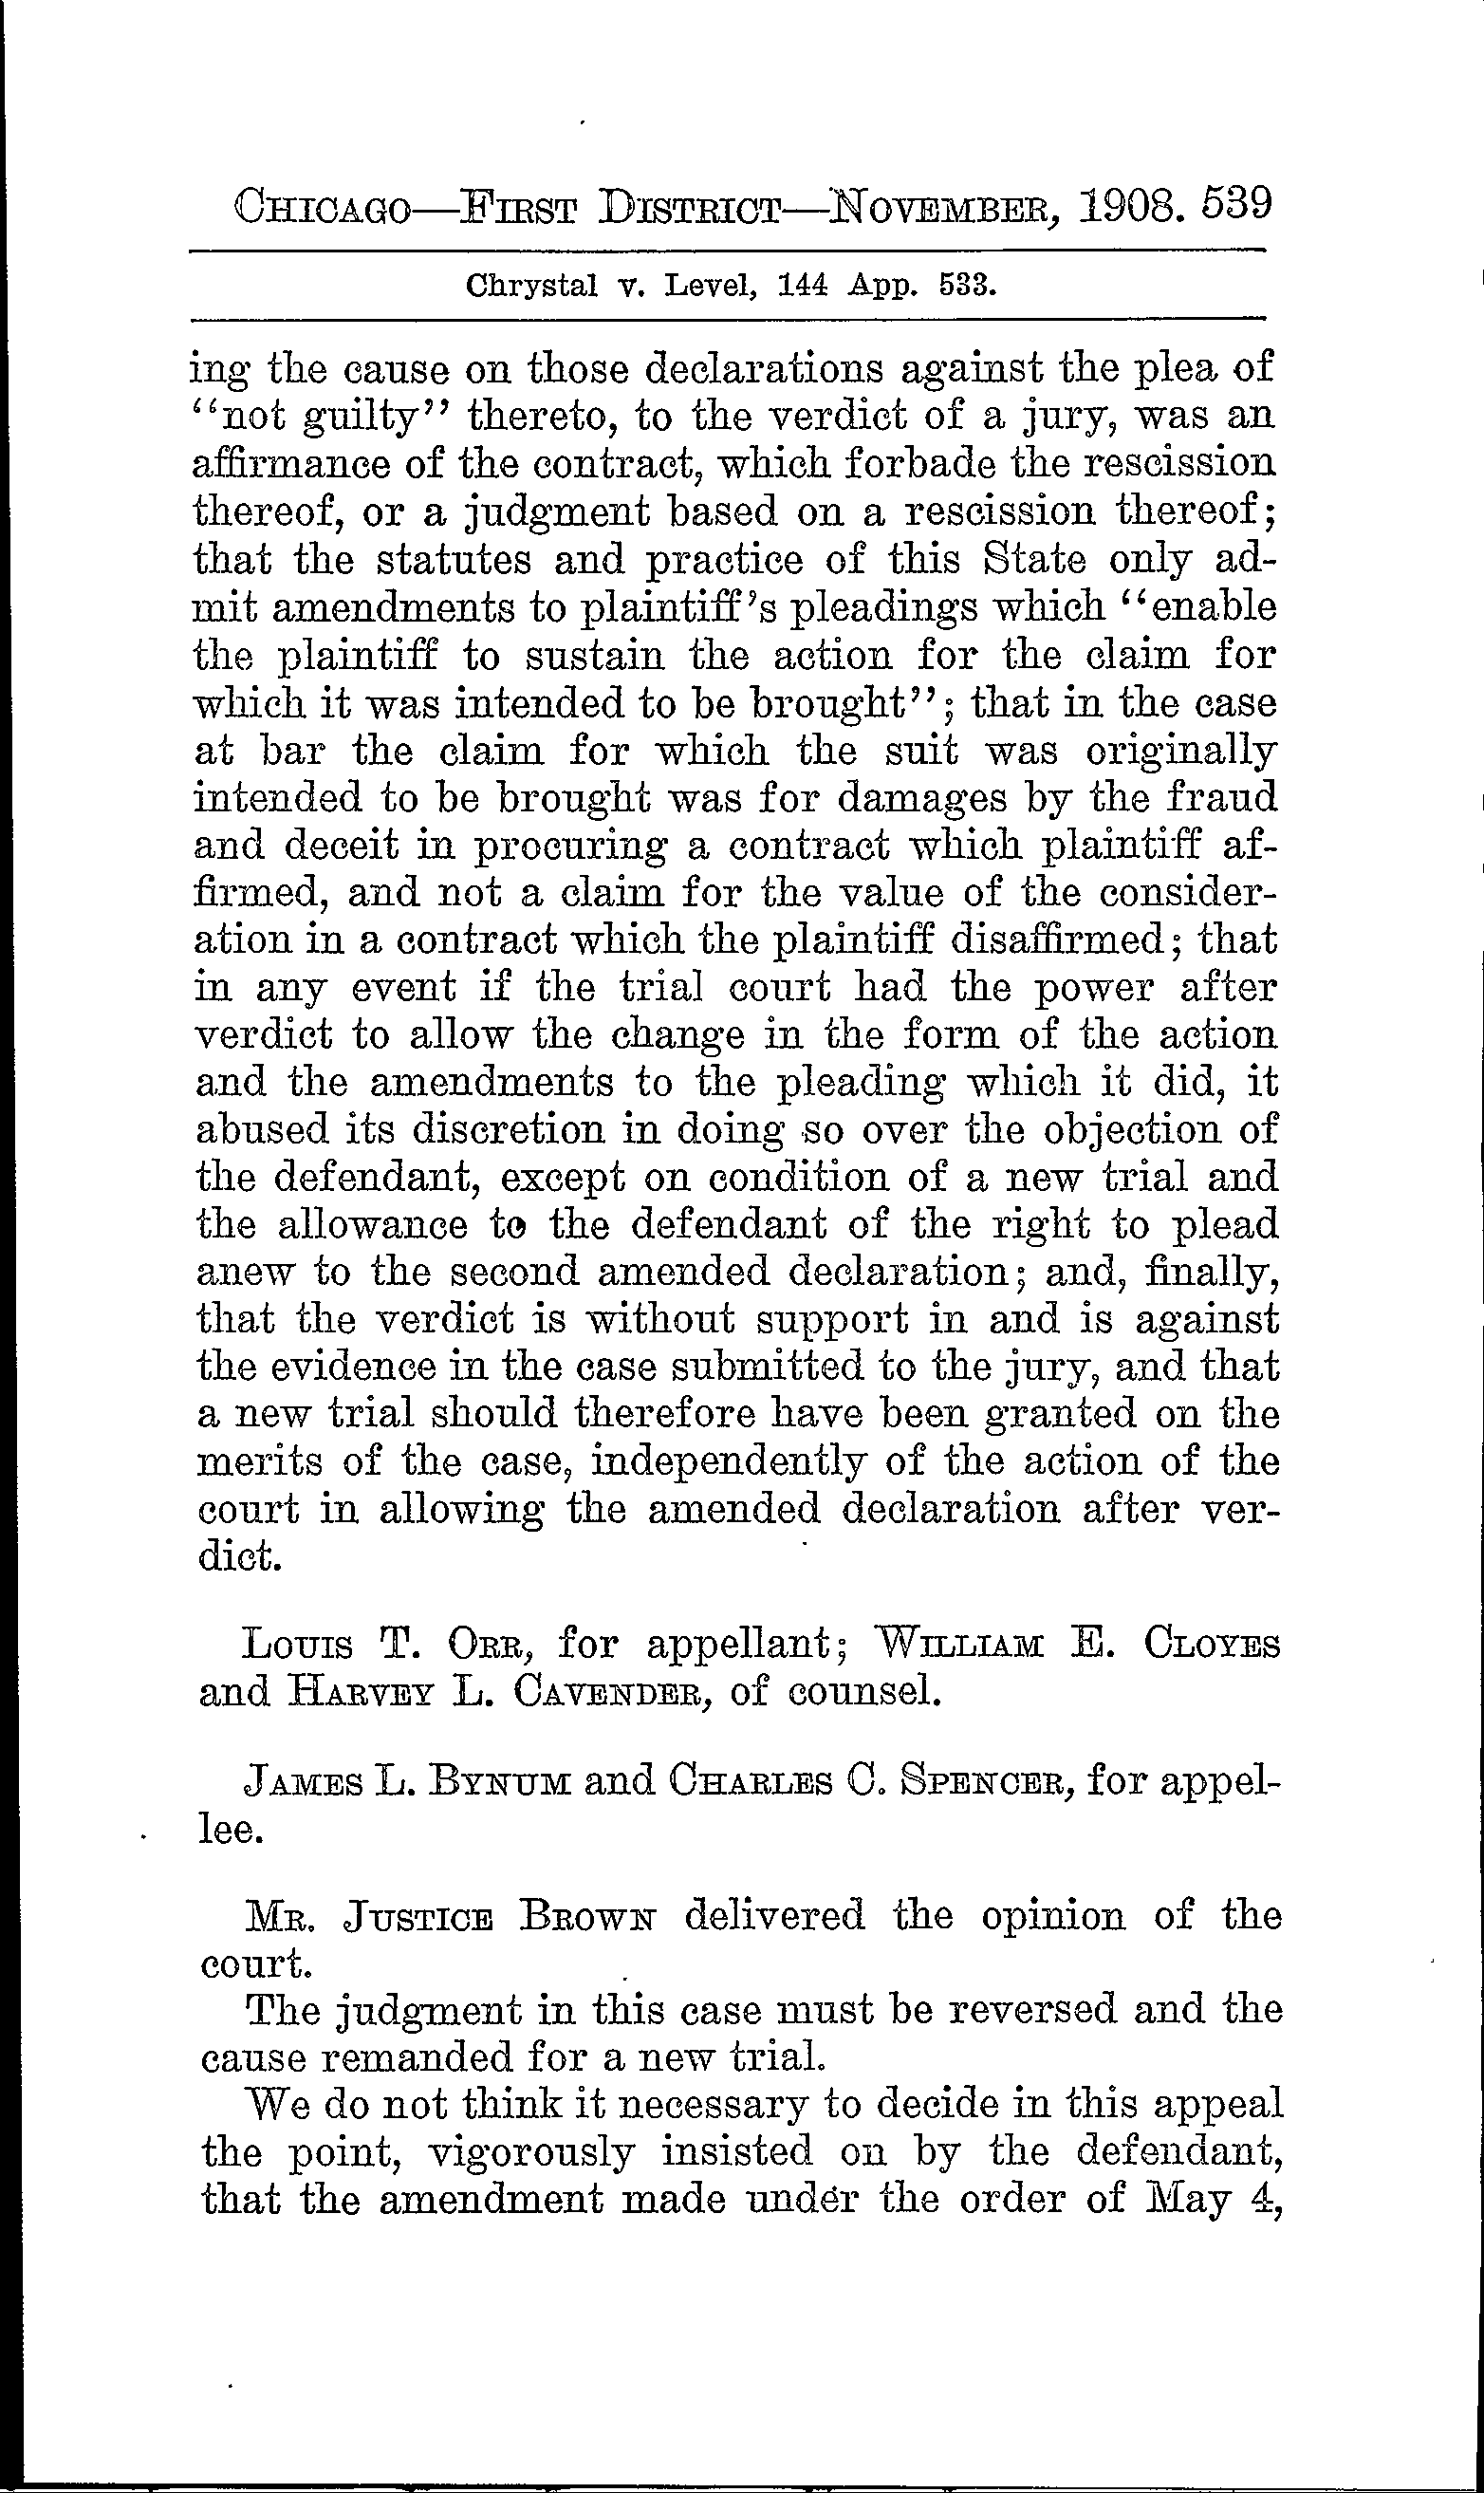 CHICAGO—FIRST DISTRICT—NOVEMBER, 1908. 539
Chrystal v. Level, 144 App. 533.
ing the cause on those declarations against the plea of
“not guilty” thereto, to the verdict of a jury, was an
affirmance of the contract, which forbade the rescission
thereof, or a judgment based on a rescission thereof;
that the statutes and practice of this State only ad-
mit amendments to plaintiff’s pleadings which “enable
the plaintiff to sustain the action for the claim for
which it was intended to be brought”; that in the case
at bar the claim for which the suit was originally
intended to be brought was for damages by the fraud
and deceit in procuring a contract which plaintiff af-
firmed, and not a claim for the value of the consider-
ation in a contract which the plaintiff disaffirmed; that
in any event if the trial court had the power after
verdict to allow the change in the form of the action
and the amendments to the pleading which it did, it
abused its discretion in doing so over the objection of
the defendant, except on condition of a new trial and
the allowance to the defendant of the right to plead
anew to the second amended declaration; and, finally,
that the verdict is without support in and is against
the evidence in the case submitted to the jury, and that
a new trial should therefore have been granted on the
merits of the case, independently of the action of the
court in allowing the amended declaration after ver-
dict.
LOUIS T. ORR, for appellant; WILLIAM E. CLOYES
and HARVEY L. CAVENDER, of counsel.
JAMES L. BYNUM and CHARLES C. SPENCER, for appel-
lee.
MR. JUSTICE BROWN delivered the opinion of the
court.
The judgment in this case must be reversed and the
cause remanded for a new trial.
We do not think it necessary to decide in this appeal
the point, vigorously insisted on by the defendant,
that the amendment made under the order of May 4,